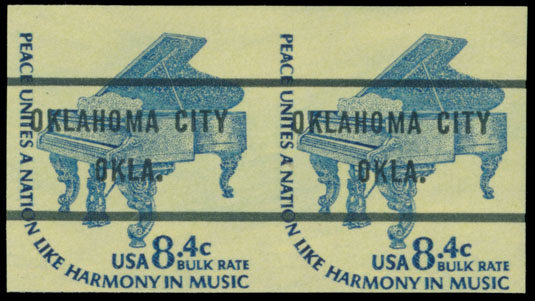 PEACE UNITES A NATION LIKE HARMONY IN MUSIC
OKLAHOMA CITY
OKLA.
USA 8.4c
BULK RATE
PEACE UNITES A NATION LIKE HARMONY IN MUSIC
OKLAHOMA CITY
OKLA.
USA 8.4c
BULK RATE